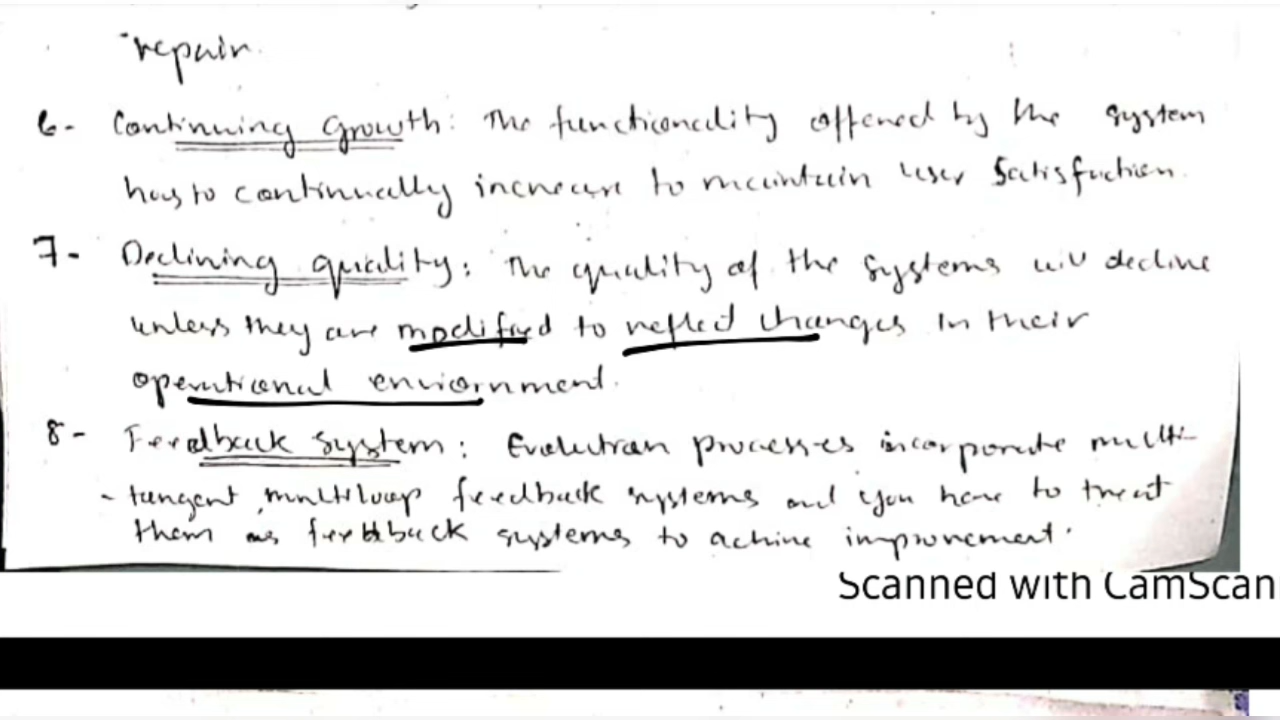 repair.
6- Continuing growth: The functionality offered by the system
has to continually increase to maintain user Satisfaction.
7- Declining quality: The quality of the systems will decline
unless they are modified to reflect changes in their
operational enviornment.
8- Feedback System: Evolution processes incorporate multi-
- tangent, multiloop feedback systems and you have to treat
them as feedback systems to achive improvement.
Scanned with CamScan